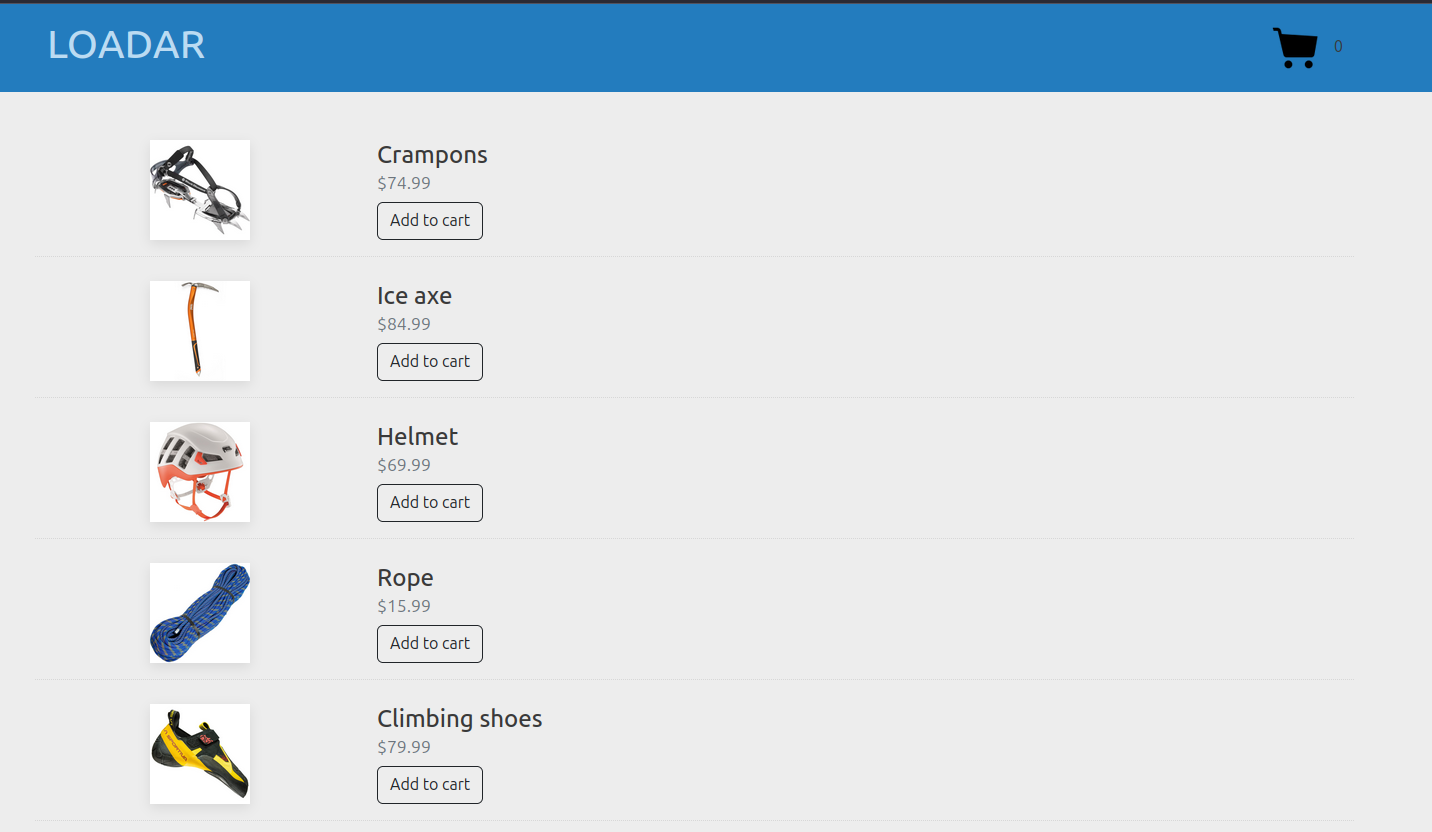 LOADAR
0
Crampons
$74.99
Add to cart
Ice axe
$84.99
Add to cart
Helmet
$69.99
Add to cart
Rope
$15.99
Add to cart
Climbing shoes
$79.99
Add to cart